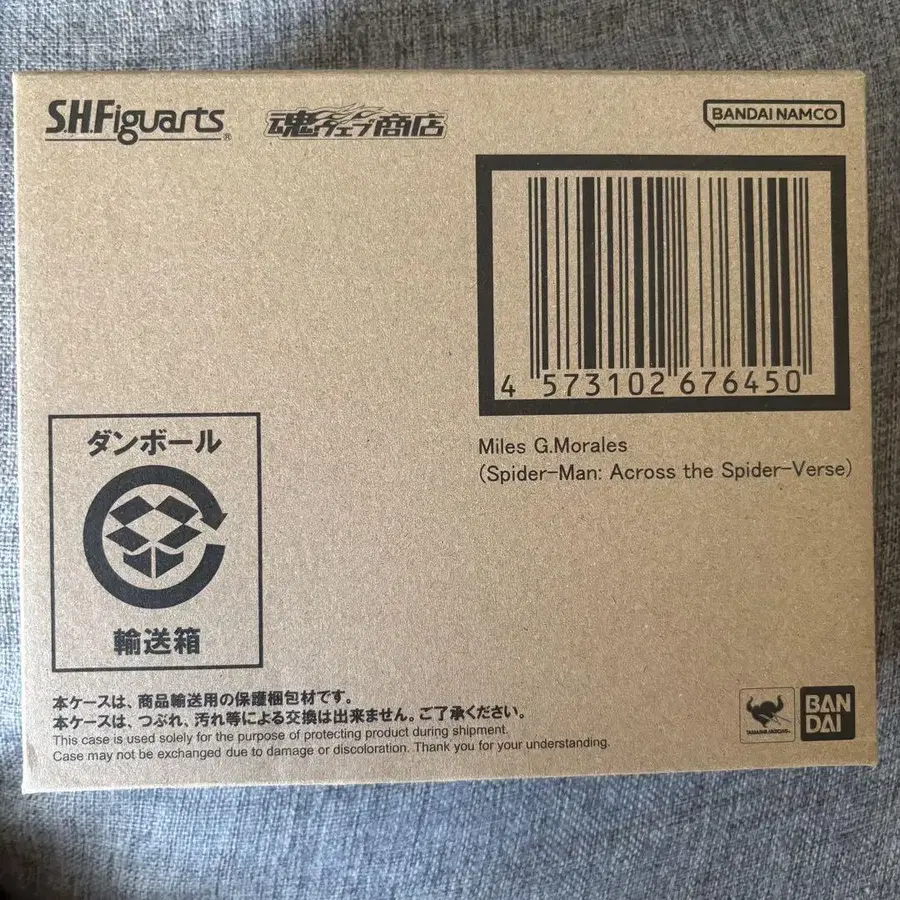 S.H.Figuarts®
魂ウェブ商店
BANDAI NAMCO
4 573102 676450
Miles G.Morales
(Spider-Man: Across the Spider-Verse)
ダンボール
輸送箱
本ケースは、商品輸送用の保護梱包材です。
本ケースは、つぶれ、汚れ等による交換は出来ません。ご了承ください。
This case is used solely for the purpose of protecting product during shipment.
Case may not be exchanged due to damage or discoloration. Thank you for your understanding.
TAMASHII NATIONS
BAN
DAI